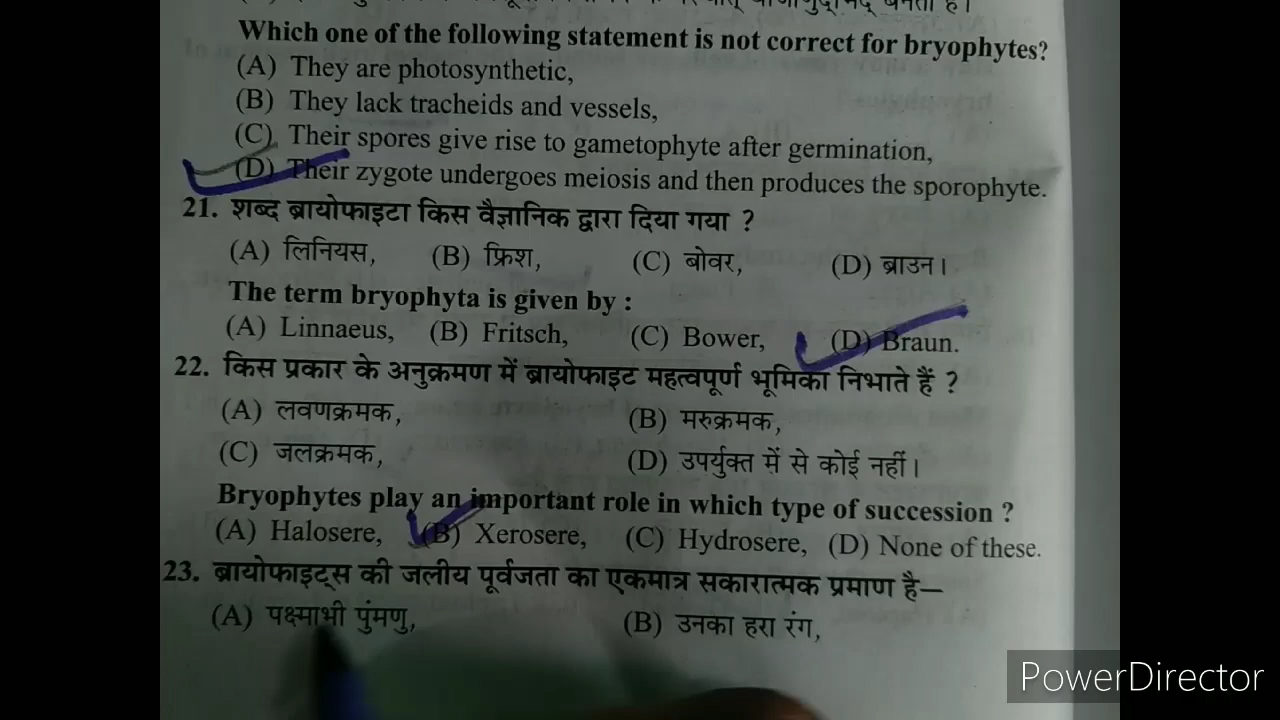 बनता है।
Which one of the following statement is not correct for bryophytes?
(A) They are photosynthetic,
(B) They lack tracheids and vessels,
(C) Their spores give rise to gametophyte after germination,
(D) Their zygote undergoes meiosis and then produces the sporophyte.
21. शब्द ब्रायोफाइटा किस वैज्ञानिक द्वारा दिया गया ?
(A) लिनियस, (B) फ्रिश, (C) बोवर, (D) ब्राउन।
The term bryophyta is given by :
(A) Linnaeus, (B) Fritsch, (C) Bower, (D) Braun.
22. किस प्रकार के अनुक्रमण में ब्रायोफाइट महत्वपूर्ण भूमिका निभाते हैं ?
(A) लवणक्रमक, (B) मरुक्रमक,
(C) जलक्रमक, (D) उपर्युक्त में से कोई नहीं।
Bryophytes play an important role in which type of succession ?
(A) Halosere, (B) Xerosere, (C) Hydrosere, (D) None of these.
23. ब्रायोफाइट्स की जलीय पूर्वजता का एकमात्र सकारात्मक प्रमाण है—
(A) पक्ष्माभी पुंमणु, (B) उनका हरा रंग,
PowerDirector